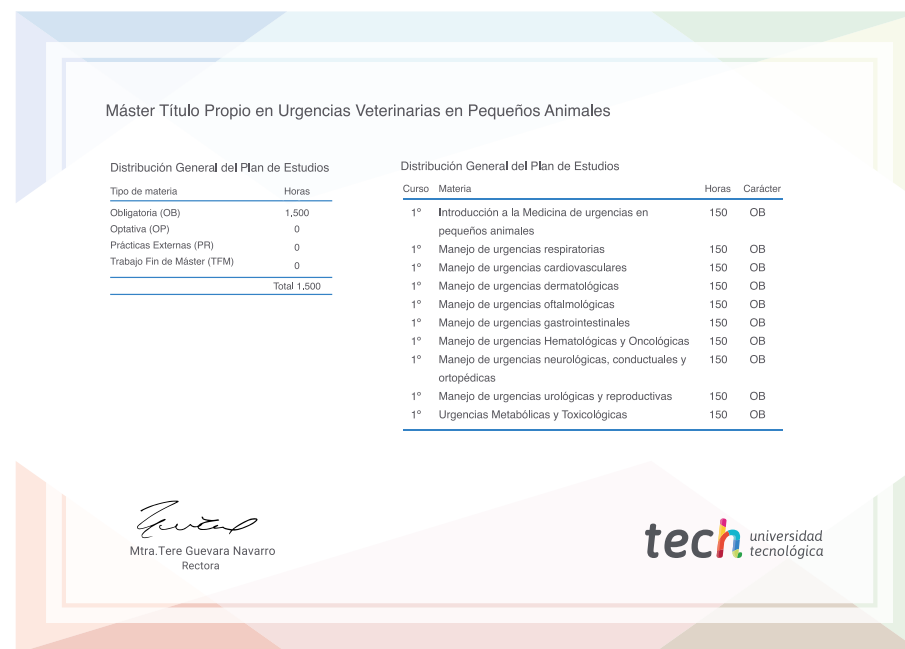 Máster Título Propio en Urgencias Veterinarias en Pequeños Animales
Distribución General del Plan de Estudios
Tipo de materia Horas
Obligatoria (OB) 1,500
Optativa (OP) 0
Prácticas Externas (PR) 0
Trabajo Fin de Máster (TFM) 0
Total 1,500
Distribución General del Plan de Estudios
Curso Materia Horas Carácter
1º Introducción a la Medicina de urgencias en 150 OB
pequeños animales
1º Manejo de urgencias respiratorias 150 OB
1º Manejo de urgencias cardiovasculares 150 OB
1º Manejo de urgencias dermatológicas 150 OB
1º Manejo de urgencias oftalmológicas 150 OB
1º Manejo de urgencias gastrointestinales 150 OB
1º Manejo de urgencias Hematológicas y Oncológicas 150 OB
1º Manejo de urgencias neurológicas, conductuales y 150 OB
ortopédicas
1º Manejo de urgencias urológicas y reproductivas 150 OB
1º Urgencias Metabólicas y Toxicológicas 150 OB
Mtra.Tere Guevara Navarro
Rectora
tech universidad
tecnológica